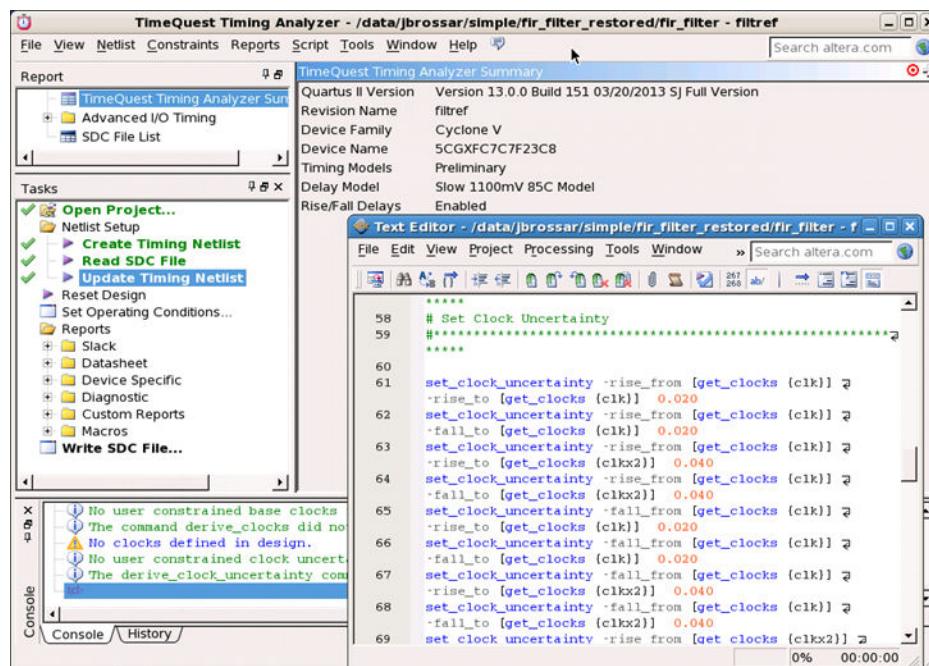 TimeQuest Timing Analyzer - /data/jbrossar/simple/fir_filter_restored/fir_filter - filtref
File View Netlist Constraints Reports Script Tools Window Help
Search altera.com
Report
TimeQuest Timing Analyzer Sum
Advanced I/O Timing
SDC File List
Tasks
Open Project...
Netlist Setup
Create Timing Netlist
Read SDC File
Update Timing Netlist
Reset Design
Set Operating Conditions...
Reports
Slack
Datasheet
Device Specific
Diagnostic
Custom Reports
Macros
Write SDC File...
TimeQuest Timing Analyzer Summary
Quartus II Version Version 13.0.0 Build 151 03/20/2013 SJ Full Version
Revision Name filtref
Device Family Cyclone V
Device Name 5CGXFC7C7F23C8
Timing Models Preliminary
Delay Model Slow 1100mV 85C Model
Rise/Fall Delays Enabled
Text Editor - /data/jbrossar/simple/fir_filter_restored/fir_filter - f
File Edit View Project Processing Tools Window » Search altera.com
267
268 ab/
*****
58 # Set Clock Uncertainty
59 #************************************************************
*****
60
61 set_clock_uncertainty -rise_from [get_clocks {clk}]
-rise_to [get_clocks {clk}] 0.020
62 set_clock_uncertainty -rise_from [get_clocks {clk}]
-fall_to [get_clocks {clk}] 0.020
63 set_clock_uncertainty -rise_from [get_clocks {clk}]
-rise_to [get_clocks {clkx2}] 0.040
64 set_clock_uncertainty -rise_from [get_clocks {clk}]
-fall_to [get_clocks {clkx2}] 0.040
65 set_clock_uncertainty -fall_from [get_clocks {clk}]
-rise_to [get_clocks {clk}] 0.020
66 set_clock_uncertainty -fall_from [get_clocks {clk}]
-fall_to [get_clocks {clk}] 0.020
67 set_clock_uncertainty -fall_from [get_clocks {clk}]
-rise_to [get_clocks {clkx2}] 0.040
68 set_clock_uncertainty -fall_from [get_clocks {clk}]
-fall_to [get_clocks {clkx2}] 0.040
69 set_clock_uncertainty -rise_from [get_clocks {clkx2}]
0% 00:00:00
No user constrained base clocks
The command derive_clocks did no
No clocks defined in design.
No user constrained clock uncert
The derive_clock_uncertainty com
tcl>
Console
Console History